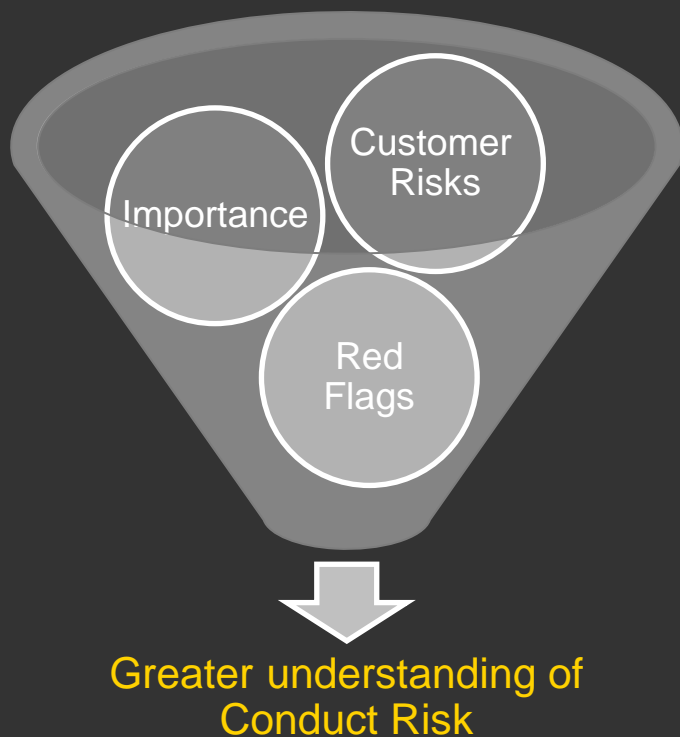 Customer
Risks
Importance
Red
Flags
Greater understanding of
Conduct Risk